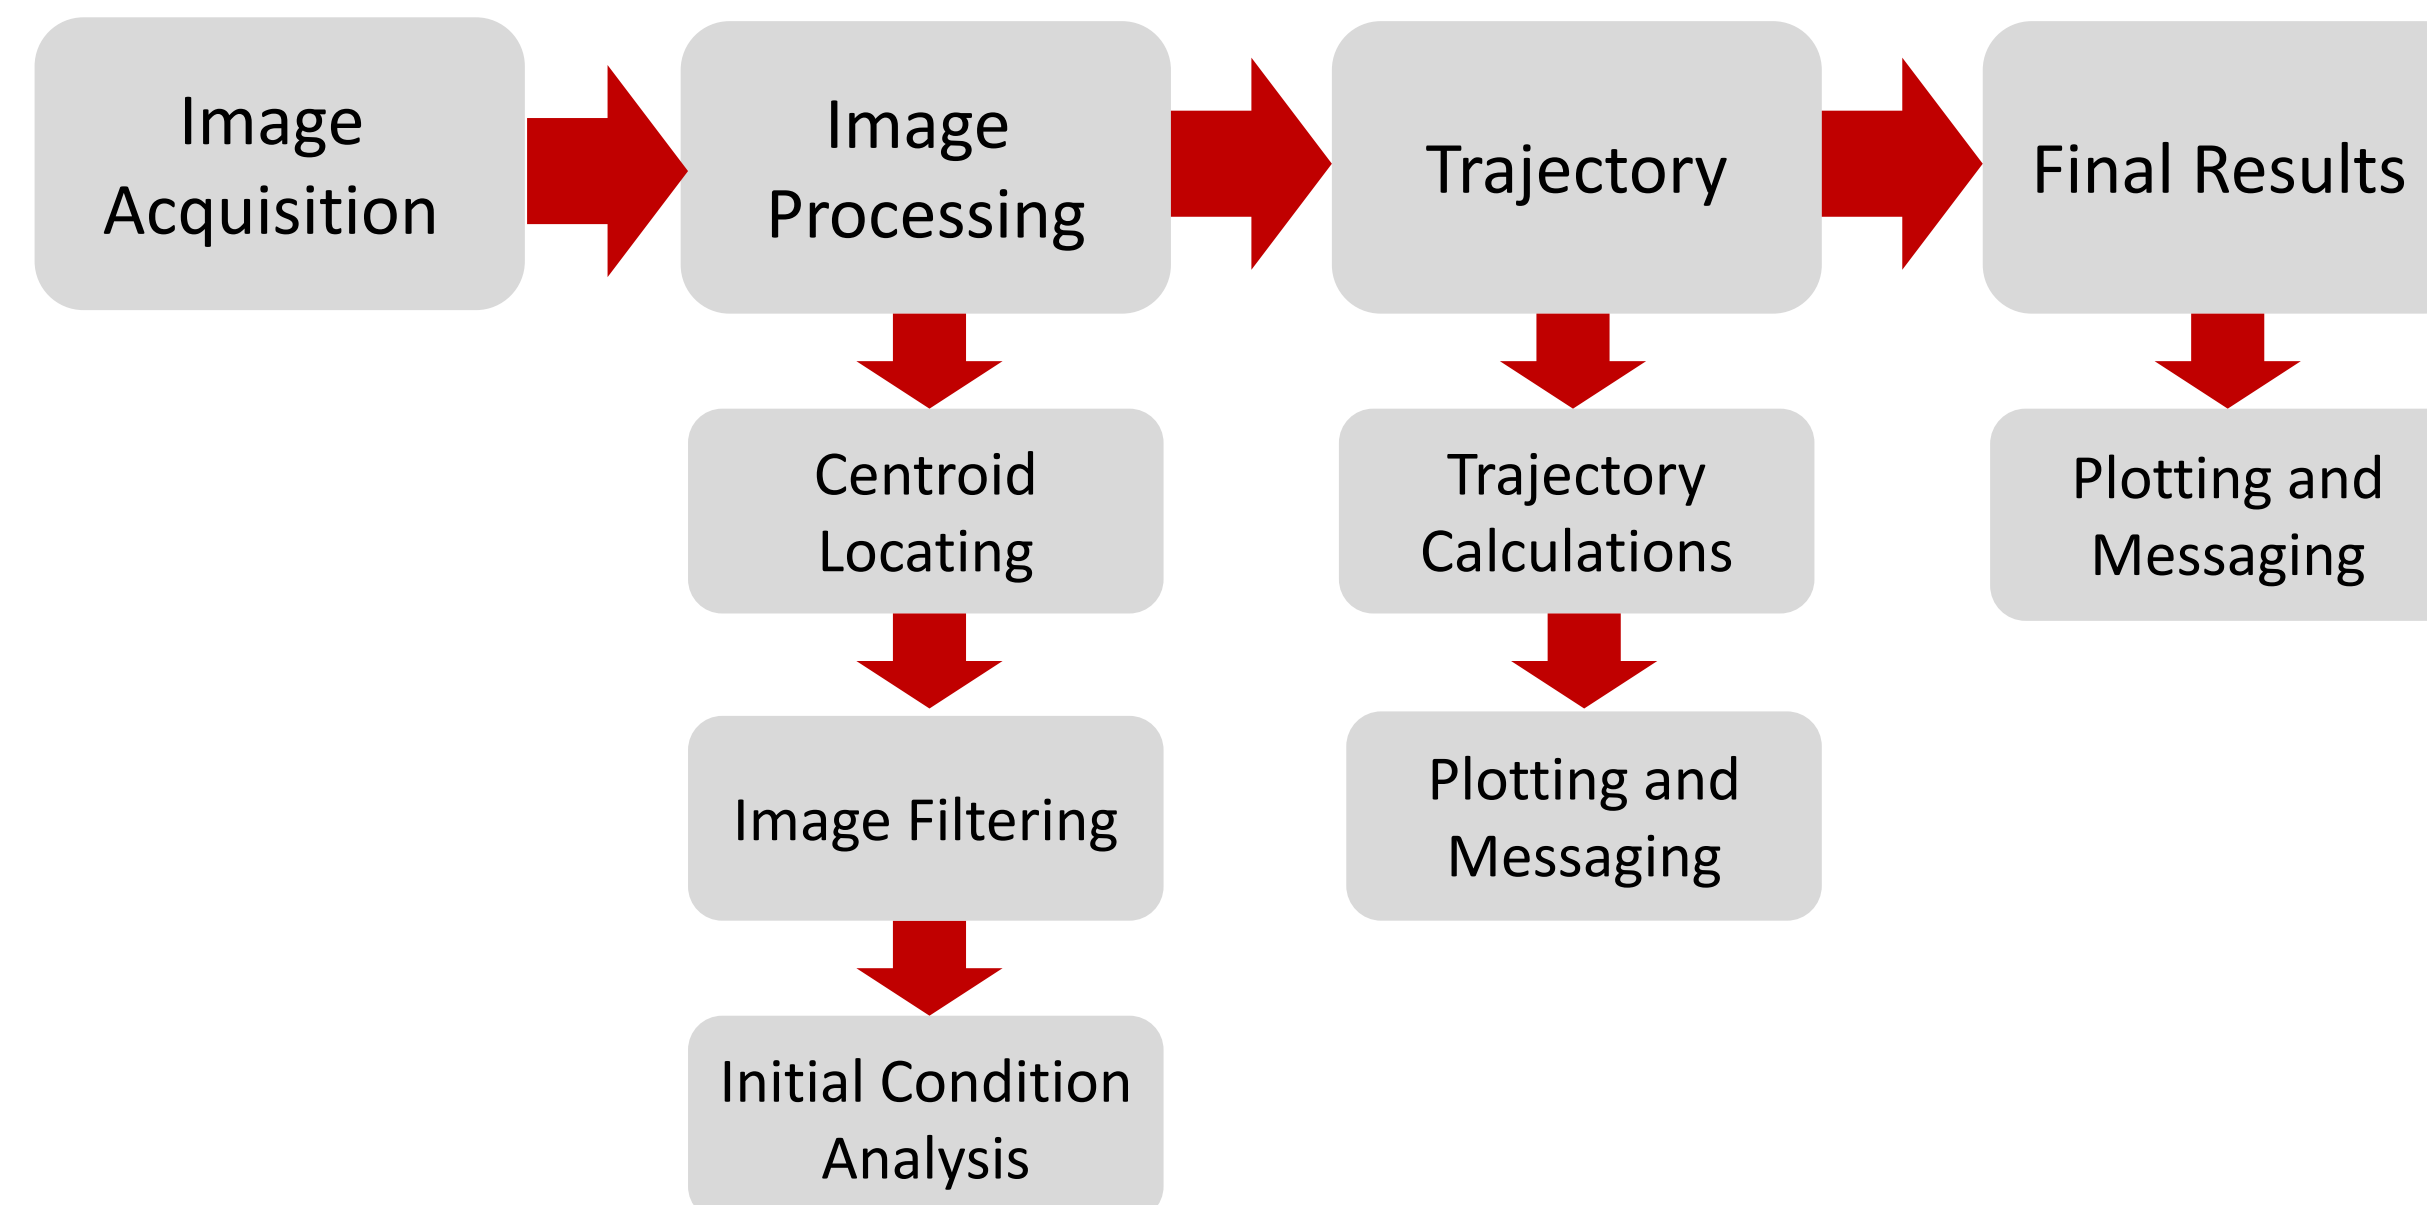 Image
Acquisition
Image
Processing
Trajectory
Final Results
Centroid
Locating
Trajectory
Calculations
Plotting and
Messaging
Image Filtering
Plotting and
Messaging
Initial Condition
Analysis